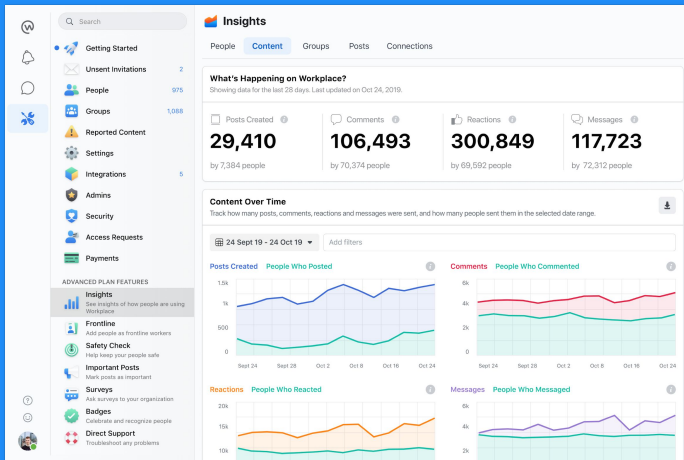 Search
Getting Started
Unsent Invitations 2
People 975
Groups 1,088
Reported Content
Settings
Integrations 5
Admins
Security
Access Requests
Payments
ADVANCED PLAN FEATURES
Insights
See insights of how people are using
Workplace
Frontline
Add people as frontline workers
Safety Check
Help keep your people safe
Important Posts
Mark posts as important
Surveys
Ask surveys to your organization
Badges
Celebrate and recognize people
Direct Support
Troubleshoot any problems
Insights
People Content Groups Posts Connections
What's Happening on Workplace?
Showing data for the last 28 days. Last updated on Oct 24, 2019.
Posts Created Comments Reactions Messages
29,410 106,493 300,849 117,723
by 7,384 people by 70,374 people by 69,592 people by 72,312 people
Content Over Time
Track how many posts, comments, reactions and messages were sent, and how many people sent them in the selected date range.
24 Sept 19 - 24 Oct 19 Add filters
Posts Created People Who Posted
1.5k
1k
500
0
Sept 24 Sept 28 Oct 2 Oct 8 Oct 16 Oct 24
Comments People Who Commented
6k
4k
2k
0
Sept 24 Sept 28 Oct 2 Oct 8 Oct 16 Oct 24
Reactions People Who Reacted
20k
15k
10k
Messages People Who Messaged
6k
4k
2k